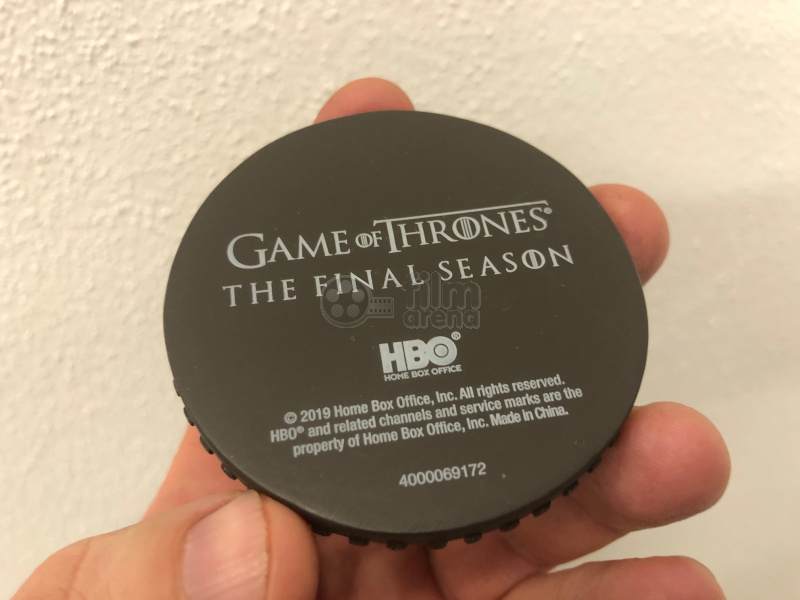 GAME OF THRONES®
THE FINAL SEASON
film
arena
HBO®
HOME BOX OFFICE
© 2019 Home Box Office, Inc. All rights reserved.
HBO® and related channels and service marks are the
property of Home Box Office, Inc. Made in China.
4000069172